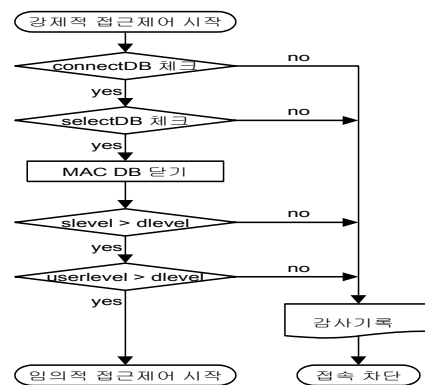 강제적 접근제어 시작
connectDB 체크
no
yes
selectDB 체크
no
yes
MAC DB 닫기
slevel > dlevel
no
yes
userlevel > dlevel
no
yes
감사기록
임의적 접근제어 시작
접속 차단